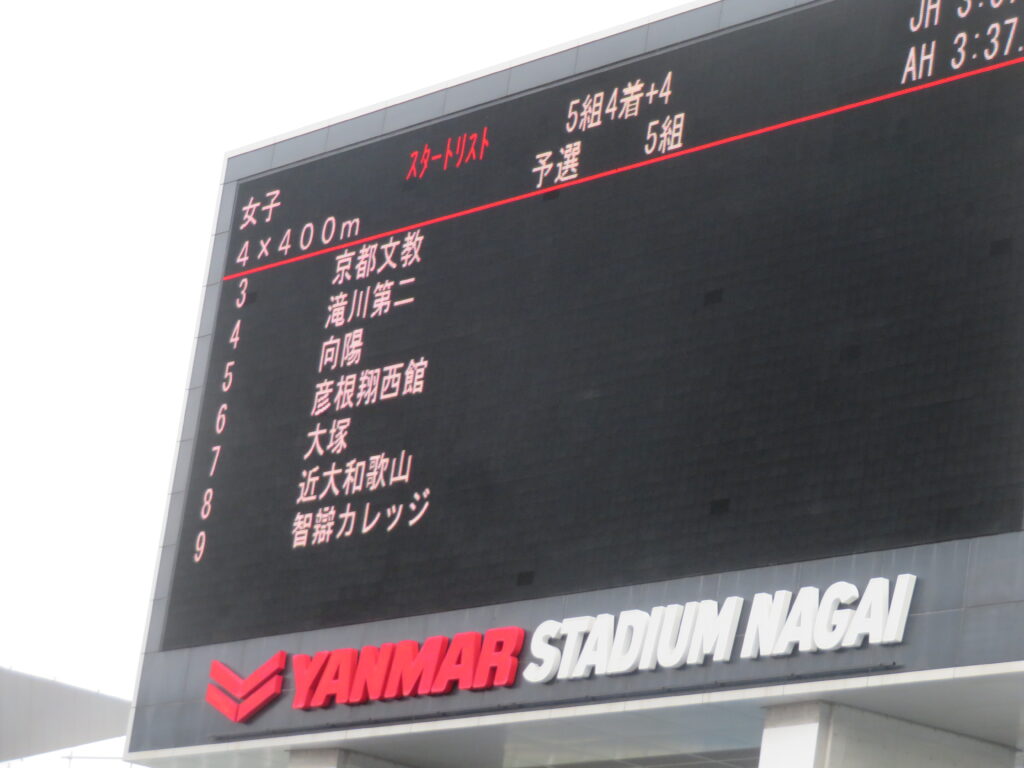 JH 3:37.
AH 3:37.
スタートリスト 5組4着+4
女子 予選 5組
4×400m
3 京都文教
4 滝川第二
5 向陽
6 彦根翔西館
7 大塚
8 近大和歌山
9 智辯カレッジ
YANMAR STADIUM NAGAI